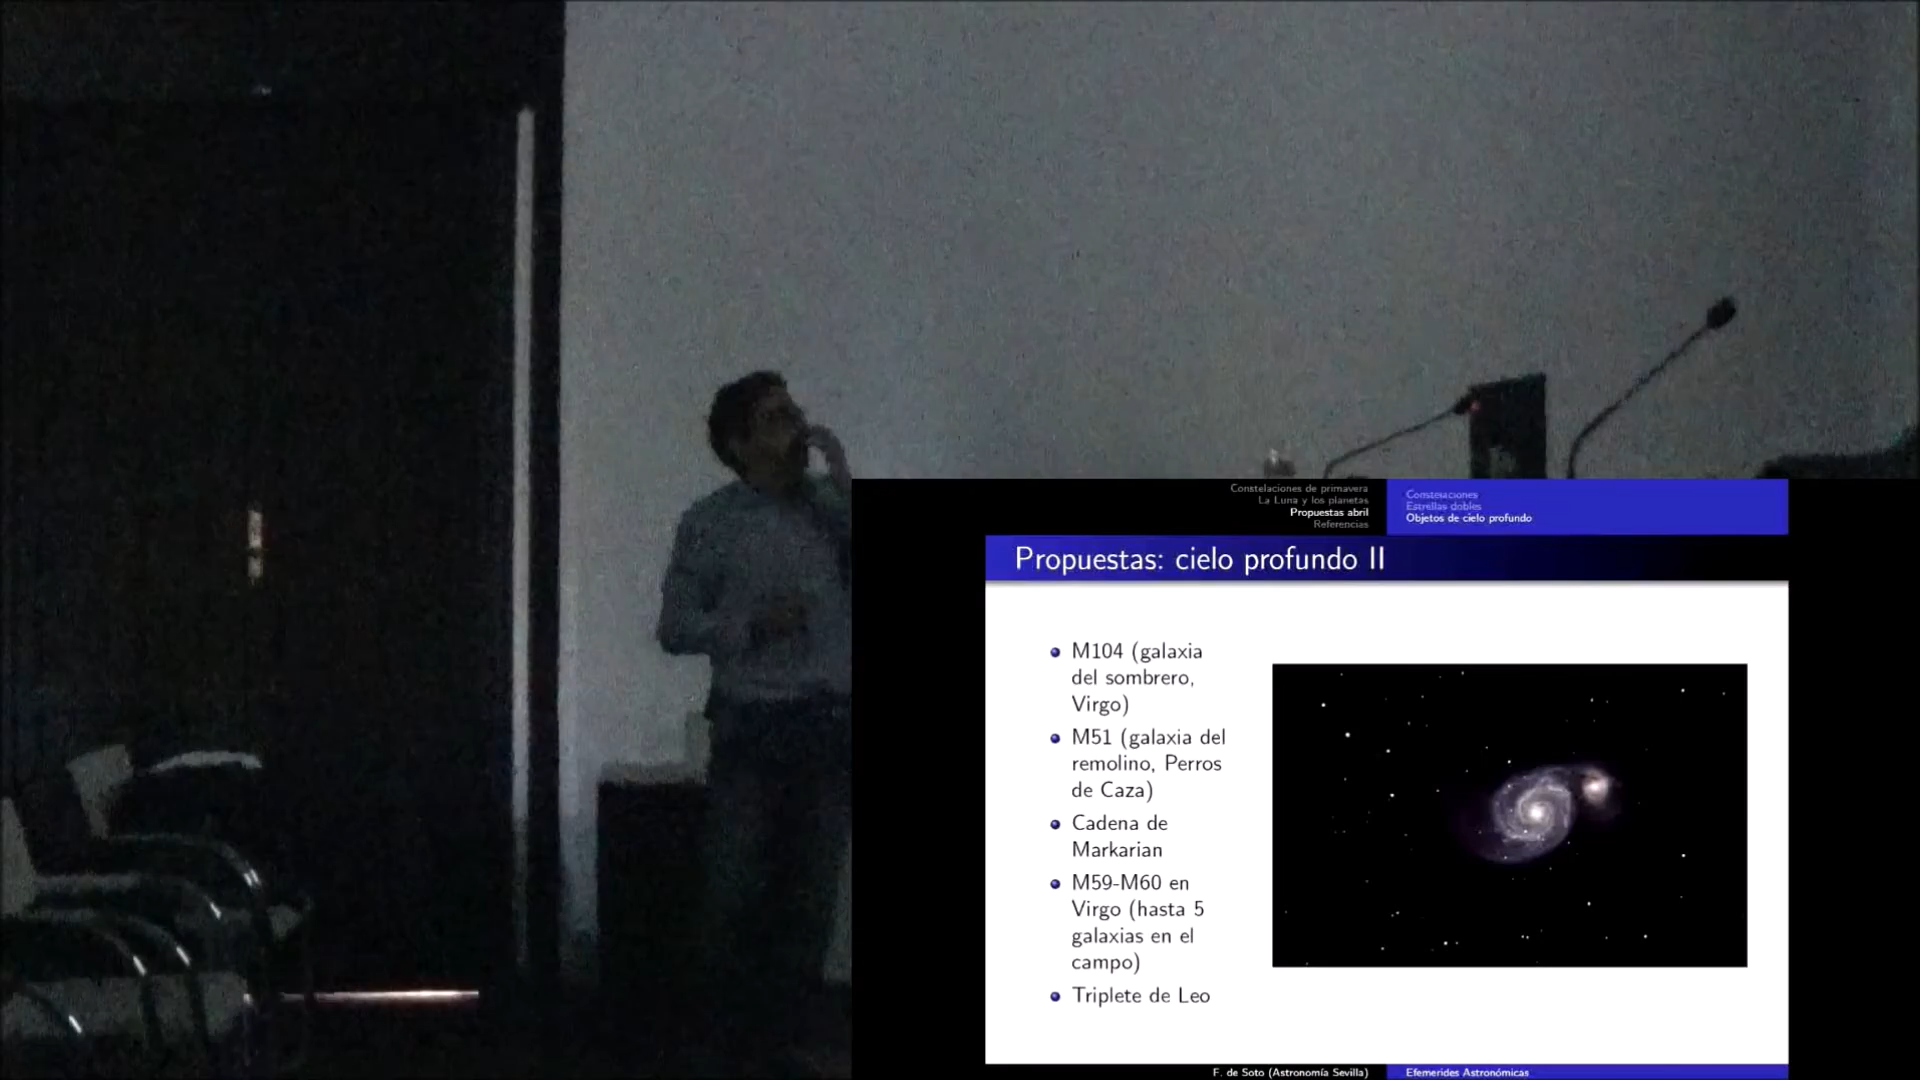 Constelaciones de primavera
La Luna y los planetas
Propuestas abril
Referencias
Constelaciones
Estrellas dobles
Objetos de cielo profundo
Propuestas: cielo profundo II
M104 (galaxia
del sombrero,
Virgo)
M51 (galaxia del
remolino, Perros
de Caza)
Cadena de
Markarian
M59-M60 en
Virgo (hasta 5
galaxias en el
campo)
Triplete de Leo
F. de Soto (Astronomía Sevilla)
Efemerides Astronómicas